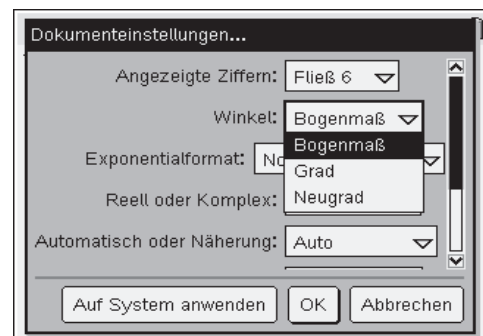 Dokumenteinstellungen...
Angezeigte Ziffern: Fließ 6
Winkel: Bogenmaß
Bogenmaß
Exponentialformat:
Grad
Reell oder Komplex: Neugrad
Automatisch oder Näherung: Auto
Auf System anwenden OK Abbrechen